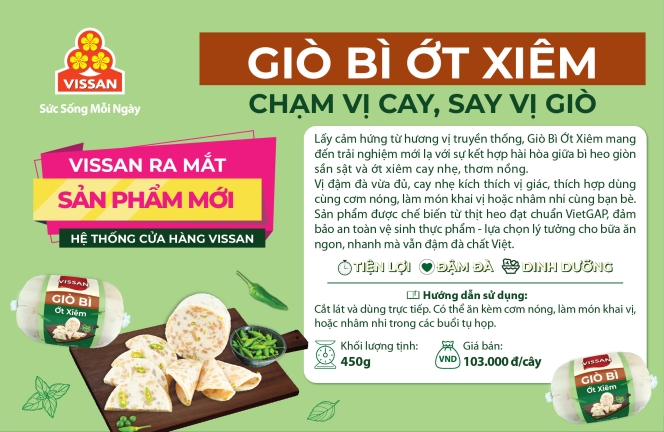 VISSAN
Sức Sống Mỗi Ngày
GIÒ BÌ ỚT XIÊM
CHẠM VỊ CAY, SAY VỊ GIÒ
VISSAN RA MẮT
SẢN PHẨM MỚI
HỆ THỐNG CỬA HÀNG VISSAN
Lấy cảm hứng từ hương vị truyền thống, Giò Bì Ớt Xiêm mang
đến trải nghiệm mới lạ với sự kết hợp hài hòa giữa bì heo giòn
sần sật và ớt xiêm cay nhẹ, thơm nồng.
Vị đậm đà vừa đủ, cay nhẹ kích thích vị giác, thích hợp dùng
cùng cơm nóng, làm món khai vị hoặc nhâm nhi cùng bạn bè.
Sản phẩm được chế biến từ thịt heo đạt chuẩn VietGAP, đảm
bảo an toàn vệ sinh thực phẩm - lựa chọn lý tưởng cho bữa ăn
ngon, nhanh mà vẫn đậm đà chất Việt.
TIỆN LỢI ĐẬM ĐÀ DINH DƯỠNG
Hướng dẫn sử dụng:
Cắt lát và dùng trực tiếp. Có thể ăn kèm cơm nóng, làm món khai vị,
hoặc nhâm nhi trong các buổi tụ họp.
Khối lượng tịnh:
450g
VND
Giá bán:
103.000 đ/cây
VISSAN
GIÒ BÌ
Ớt Xiêm
VISSAN
GIÒ BÌ
Ớt Xiêm